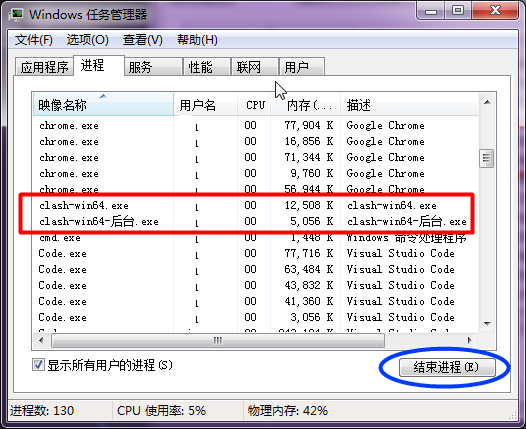 Windows 任务管理器
文件(F) 选项(O) 查看(V) 帮助(H)
应用程序 进程 服务 性能 联网 用户
映像名称 用户名 CPU 内存(... 描述
chrome.exe 00 77,904 K Google Chrome
chrome.exe 00 16,856 K Google Chrome
chrome.exe 00 71,344 K Google Chrome
chrome.exe 00 9,760 K Google Chrome
chrome.exe 00 56,944 K Google Chrome
clash-win64.exe 00 12,508 K clash-win64.exe
clash-win64-后台.exe 00 5,056 K clash-win64-后台.exe
cmd.exe 00 1,448 K Windows 命令处理程序
Code.exe 00 77,716 K Visual Studio Code
Code.exe 00 63,484 K Visual Studio Code
Code.exe 00 43,832 K Visual Studio Code
Code.exe 00 41,360 K Visual Studio Code
Code.exe 00 3,056 K Visual Studio Code
显示所有用户的进程(S) 结束进程(E)
进程数: 130 CPU 使用率: 5% 物理内存: 42%